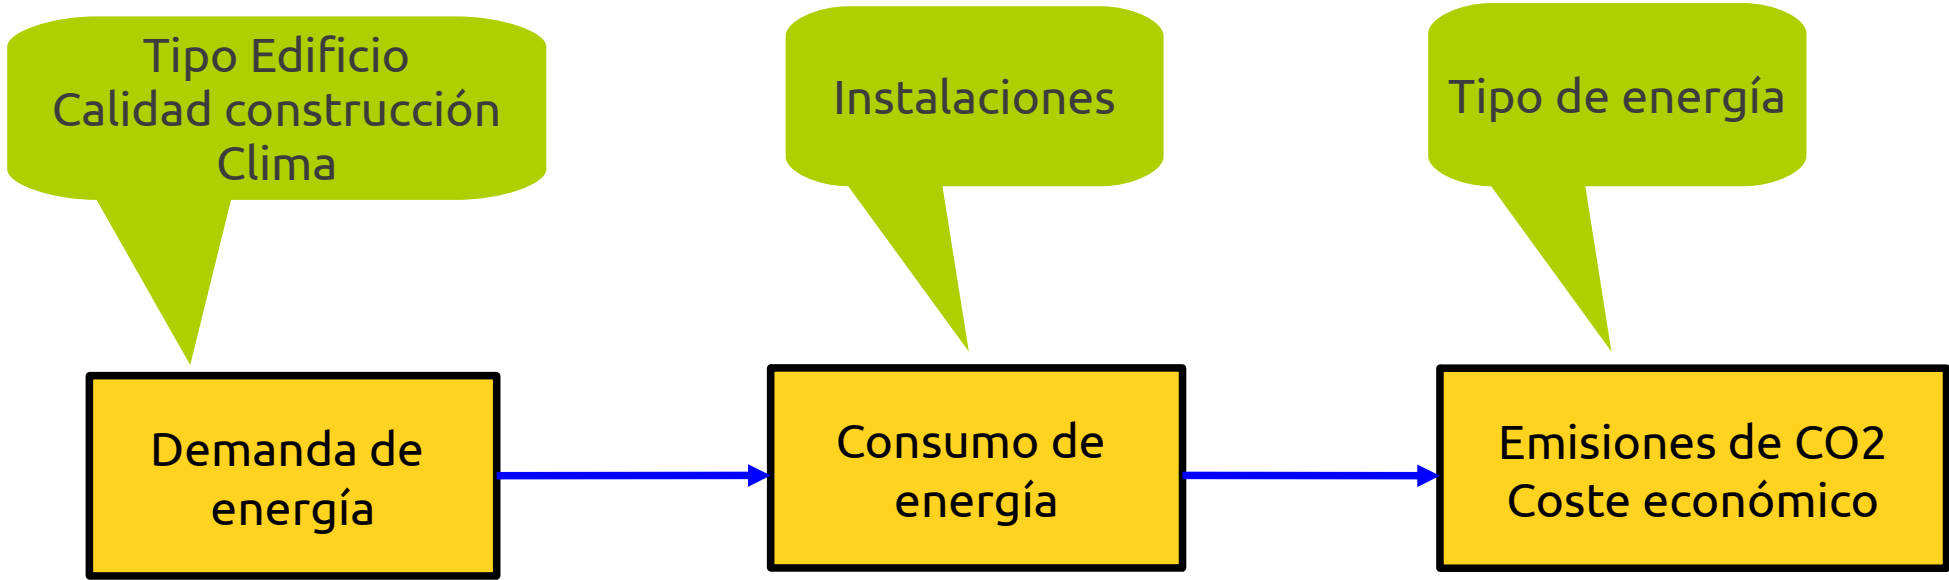 Tipo Edificio
Calidad construcción
Clima
Instalaciones
Tipo de energía
Demanda de
energía
Consumo de
energía
Emisiones de CO2
Coste económico